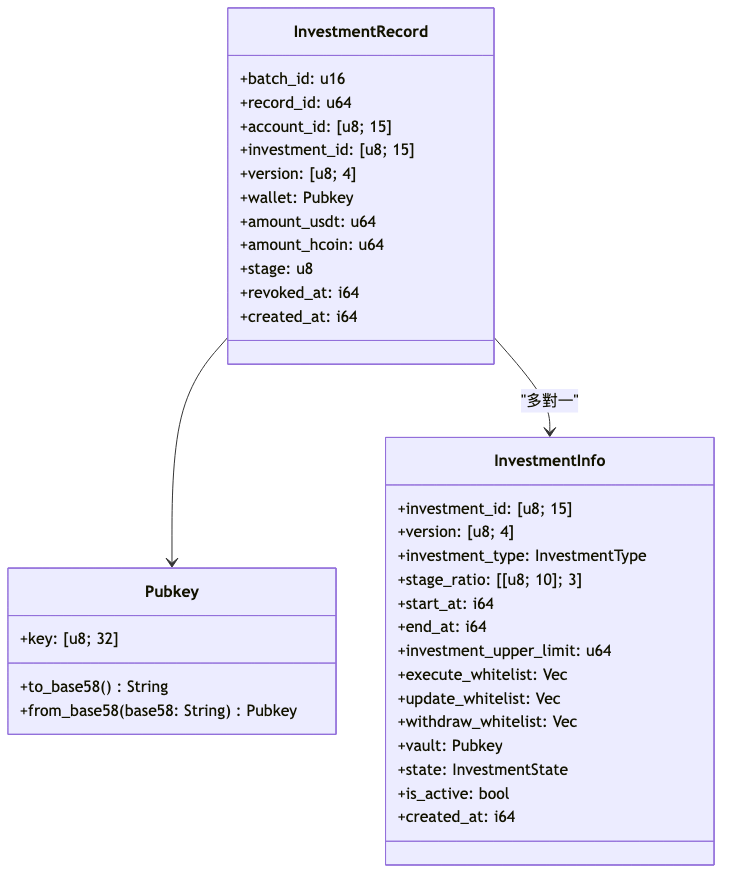 InvestmentRecord
+batch_id: u16
+record_id: u64
+account_id: [u8; 15]
+investment_id: [u8; 15]
+version: [u8; 4]
+wallet: Pubkey
+amount_usdt: u64
+amount_hcoin: u64
+stage: u8
+revoked_at: i64
+created_at: i64
"多對一"
Pubkey
+key: [u8; 32]
+to_base58() : String
+from_base58(base58: String) : Pubkey
InvestmentInfo
+investment_id: [u8; 15]
+version: [u8; 4]
+investment_type: InvestmentType
+stage_ratio: [[u8; 10]; 3]
+start_at: i64
+end_at: i64
+investment_upper_limit: u64
+execute_whitelist: Vec
+update_whitelist: Vec
+withdraw_whitelist: Vec
+vault: Pubkey
+state: InvestmentState
+is_active: bool
+created_at: i64